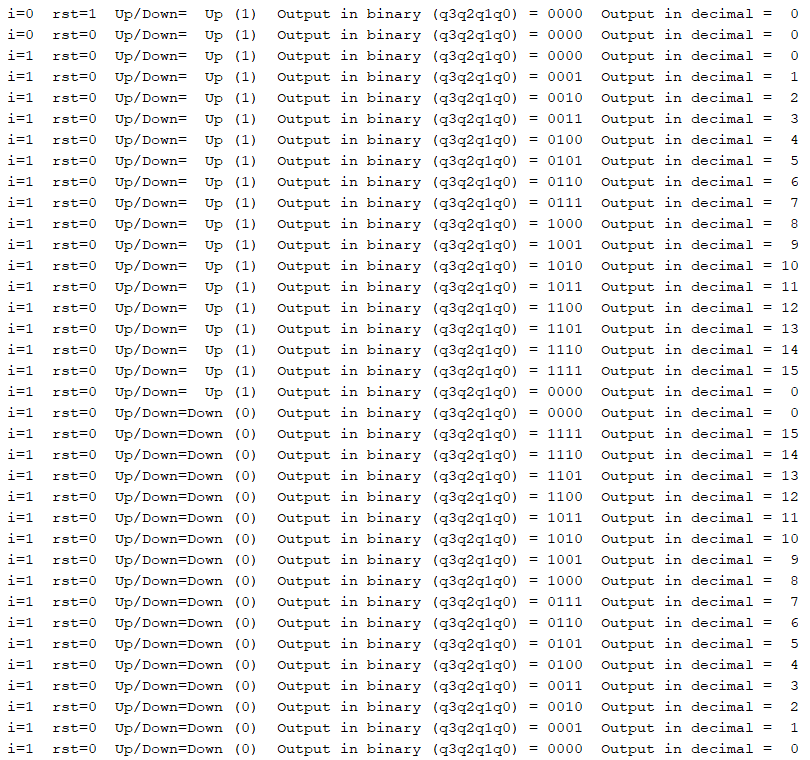 i=0  rst=1  Up/Down=  Up (1)  Output in binary (q3q2q1q0) = 0000  Output in decimal =  0
i=0  rst=0  Up/Down=  Up (1)  Output in binary (q3q2q1q0) = 0000  Output in decimal =  0
i=1  rst=0  Up/Down=  Up (1)  Output in binary (q3q2q1q0) = 0000  Output in decimal =  0
i=1  rst=0  Up/Down=  Up (1)  Output in binary (q3q2q1q0) = 0001  Output in decimal =  1
i=1  rst=0  Up/Down=  Up (1)  Output in binary (q3q2q1q0) = 0010  Output in decimal =  2
i=1  rst=0  Up/Down=  Up (1)  Output in binary (q3q2q1q0) = 0011  Output in decimal =  3
i=1  rst=0  Up/Down=  Up (1)  Output in binary (q3q2q1q0) = 0100  Output in decimal =  4
i=1  rst=0  Up/Down=  Up (1)  Output in binary (q3q2q1q0) = 0101  Output in decimal =  5
i=1  rst=0  Up/Down=  Up (1)  Output in binary (q3q2q1q0) = 0110  Output in decimal =  6
i=1  rst=0  Up/Down=  Up (1)  Output in binary (q3q2q1q0) = 0111  Output in decimal =  7
i=1  rst=0  Up/Down=  Up (1)  Output in binary (q3q2q1q0) = 1000  Output in decimal =  8
i=1  rst=0  Up/Down=  Up (1)  Output in binary (q3q2q1q0) = 1001  Output in decimal =  9
i=1  rst=0  Up/Down=  Up (1)  Output in binary (q3q2q1q0) = 1010  Output in decimal = 10
i=1  rst=0  Up/Down=  Up (1)  Output in binary (q3q2q1q0) = 1011  Output in decimal = 11
i=1  rst=0  Up/Down=  Up (1)  Output in binary (q3q2q1q0) = 1100  Output in decimal = 12
i=1  rst=0  Up/Down=  Up (1)  Output in binary (q3q2q1q0) = 1101  Output in decimal = 13
i=1  rst=0  Up/Down=  Up (1)  Output in binary (q3q2q1q0) = 1110  Output in decimal = 14
i=1  rst=0  Up/Down=  Up (1)  Output in binary (q3q2q1q0) = 1111  Output in decimal = 15
i=1  rst=0  Up/Down=  Up (1)  Output in binary (q3q2q1q0) = 0000  Output in decimal =  0
i=1  rst=0  Up/Down=Down (0)  Output in binary (q3q2q1q0) = 0000  Output in decimal =  0
i=1  rst=0  Up/Down=Down (0)  Output in binary (q3q2q1q0) = 1111  Output in decimal = 15
i=1  rst=0  Up/Down=Down (0)  Output in binary (q3q2q1q0) = 1110  Output in decimal = 14
i=1  rst=0  Up/Down=Down (0)  Output in binary (q3q2q1q0) = 1101  Output in decimal = 13
i=1  rst=0  Up/Down=Down (0)  Output in binary (q3q2q1q0) = 1100  Output in decimal = 12
i=1  rst=0  Up/Down=Down (0)  Output in binary (q3q2q1q0) = 1011  Output in decimal = 11
i=1  rst=0  Up/Down=Down (0)  Output in binary (q3q2q1q0) = 1010  Output in decimal = 10
i=1  rst=0  Up/Down=Down (0)  Output in binary (q3q2q1q0) = 1001  Output in decimal =  9
i=1  rst=0  Up/Down=Down (0)  Output in binary (q3q2q1q0) = 1000  Output in decimal =  8
i=1  rst=0  Up/Down=Down (0)  Output in binary (q3q2q1q0) = 0111  Output in decimal =  7
i=1  rst=0  Up/Down=Down (0)  Output in binary (q3q2q1q0) = 0110  Output in decimal =  6
i=1  rst=0  Up/Down=Down (0)  Output in binary (q3q2q1q0) = 0101  Output in decimal =  5
i=1  rst=0  Up/Down=Down (0)  Output in binary (q3q2q1q0) = 0100  Output in decimal =  4
i=1  rst=0  Up/Down=Down (0)  Output in binary (q3q2q1q0) = 0011  Output in decimal =  3
i=1  rst=0  Up/Down=Down (0)  Output in binary (q3q2q1q0) = 0010  Output in decimal =  2
i=1  rst=0  Up/Down=Down (0)  Output in binary (q3q2q1q0) = 0001  Output in decimal =  1
i=1  rst=0  Up/Down=Down (0)  Output in binary (q3q2q1q0) = 0000  Output in decimal =  0